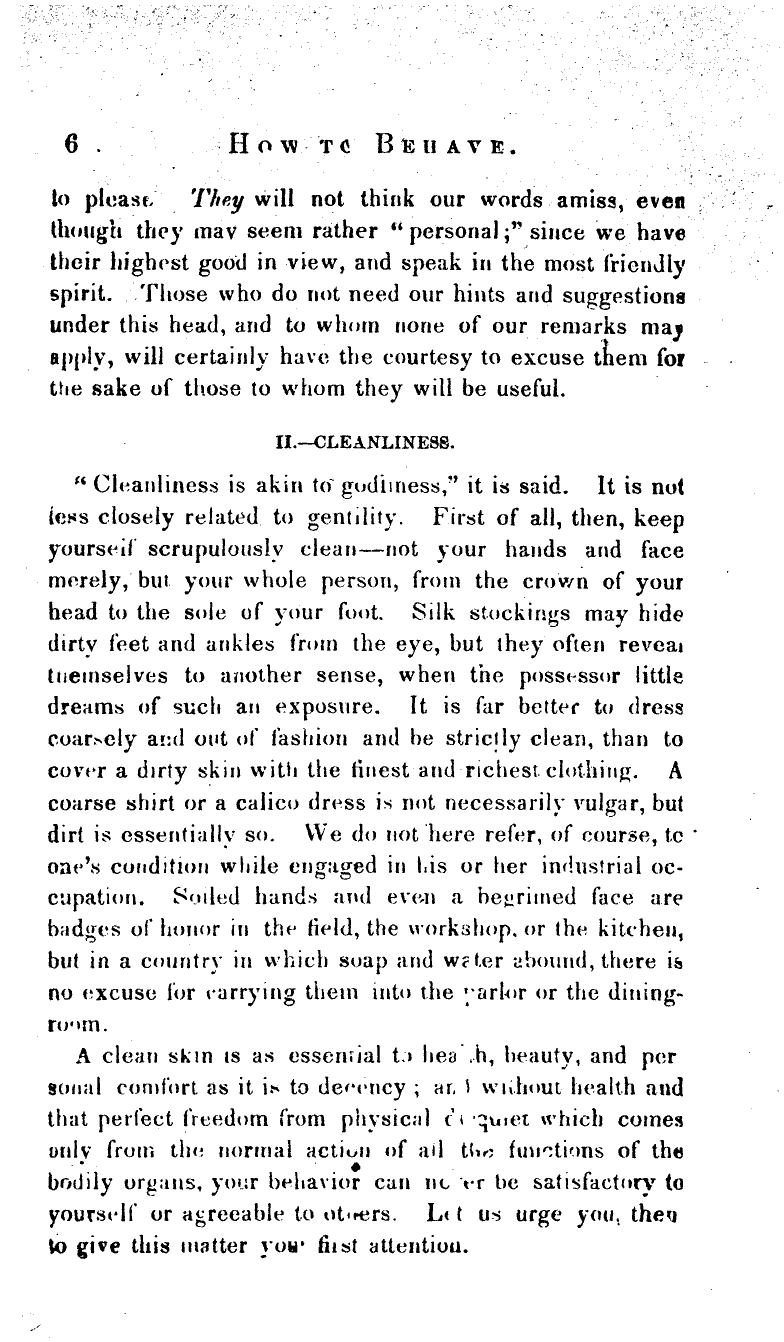 6 . How to Behave.
to please. They will not think our words amiss, even
though they may seem rather “personal;” since we have
their highest good in view, and speak in the most friendly
spirit. Those who do not need our hints and suggestions
under this head, and to whom none of our remarks may
apply, will certainly have the courtesy to excuse them for
the sake of those to whom they will be useful.
II.—CLEANLINESS.
“Cleanliness is akin to godliness,” it is said. It is not
less closely related to gentility. First of all, then, keep
yourself scrupulously clean—not your hands and face
merely, but your whole person, from the crown of your
head to the sole of your foot. Silk stockings may hide
dirty feet and ankles from the eye, but they often reveal
themselves to another sense, when the possessor little
dreams of such an exposure. It is far better to dress
coarsely and out of fashion and be strictly clean, than to
cover a dirty skin with the finest and richest clothing. A
coarse shirt or a calico dress is not necessarily vulgar, but
dirt is essentially so. We do not here refer, of course, to
one’s condition while engaged in his or her industrial oc-
cupation. Soiled hands and even a begrimed face are
badges of honor in the field, the workshop, or the kitchen,
but in a country in which soap and water abound, there is
no excuse for carrying them into the parlor or the dining-
room.
A clean skin is as essential to health, beauty, and per
sonal comfort as it is to decency; and without health and
that perfect freedom from physical disquiet which comes
only from the normal action of all the functions of the
bodily organs, your behavior can never be satisfactory to
yourself or agreeable to others. Let us urge you, then
to give this matter your first attention.